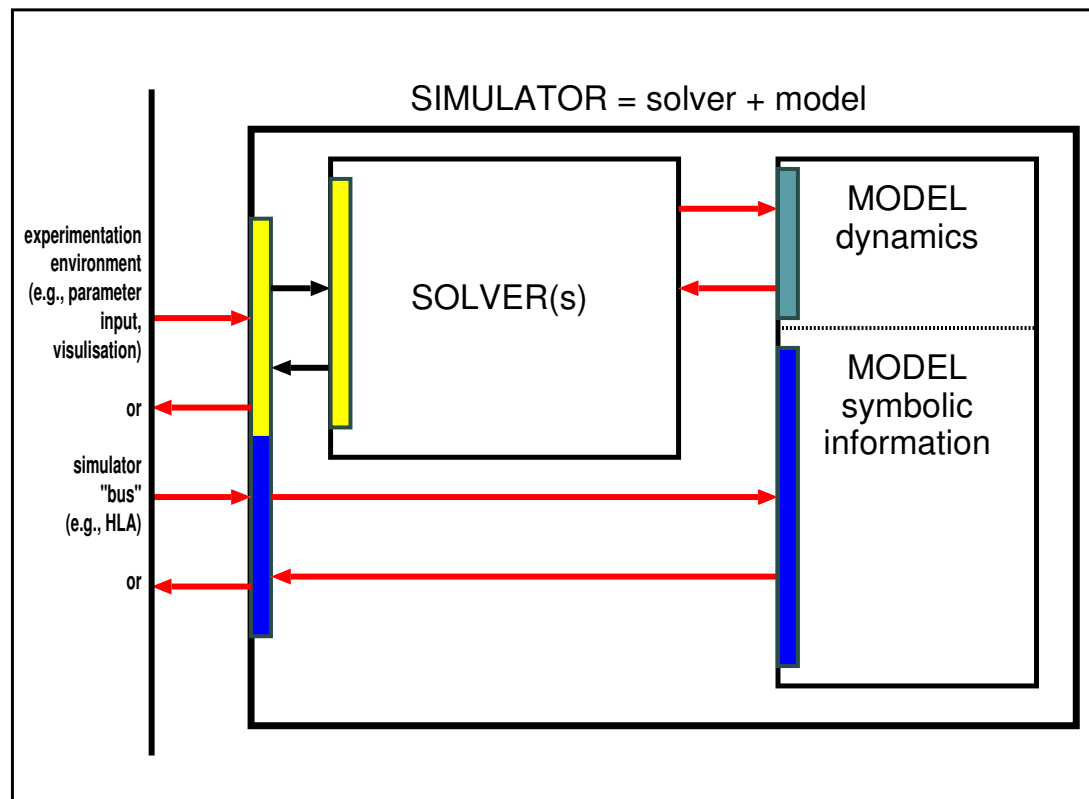 SIMULATOR = solver + model
experimentation
environment
(e.g., parameter
input,
visulisation)
or
simulator
"bus"
(e.g., HLA)
or
SOLVER(s)
MODEL
dynamics
MODEL
symbolic
information